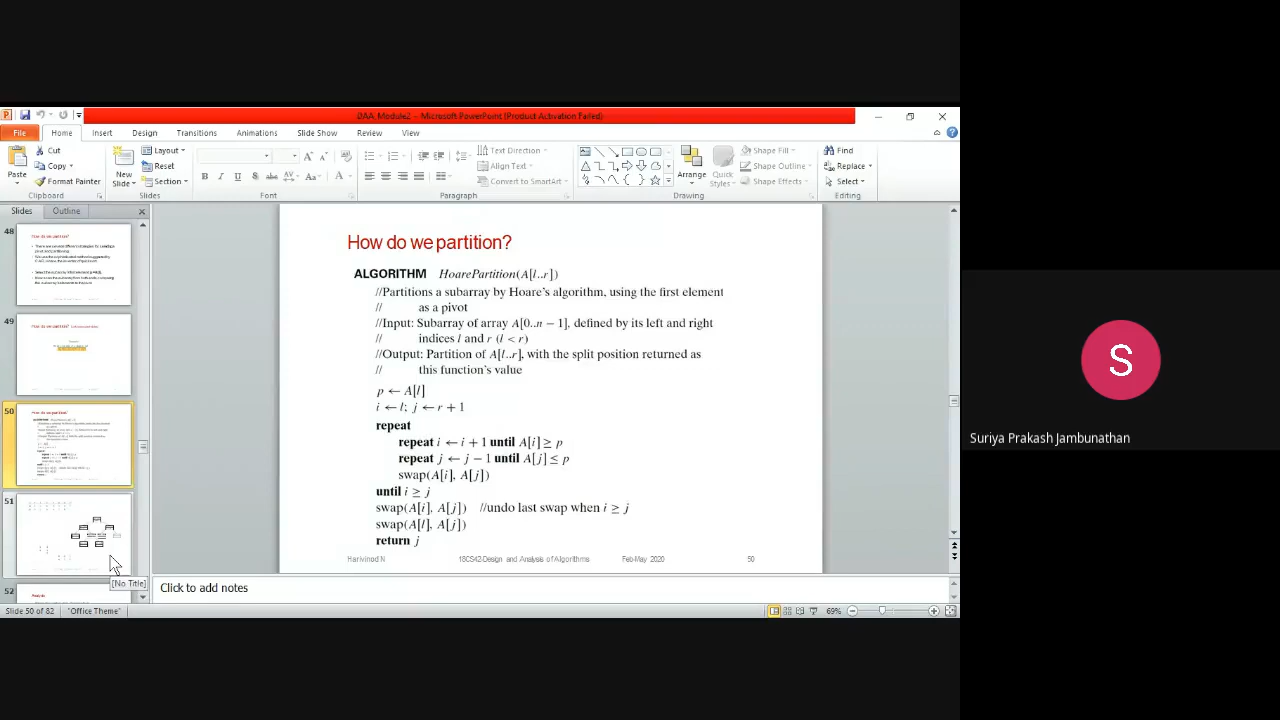 DAA_Module2 - Microsoft PowerPoint (Product Activation Failed)
File Home Insert Design Transitions Animations Slide Show Review View
Paste
Cut
Copy
Format Painter
Clipboard
New Slide
Layout
Reset
Section
Slides
Font
Text Direction
Align Text
Convert to SmartArt
Paragraph
Arrange
Quick Styles
Shape Fill
Shape Outline
Shape Effects
Drawing
Find
Replace
Select
Editing
Slides Outline
48
49
50
51
[No Title]
52
How do we partition?
ALGORITHM HoarePartition(A[l..r])
//Partitions a subarray by Hoare's algorithm, using the first element
// as a pivot
//Input: Subarray of array A[0..n − 1], defined by its left and right
// indices l and r (l < r)
//Output: Partition of A[l..r], with the split position returned as
// this function's value
p ← A[l]
i ← l; j ← r + 1
repeat
repeat i ← i + 1 until A[i] ≥ p
repeat j ← j − 1 until A[j] ≤ p
swap(A[i], A[j])
until i ≥ j
swap(A[i], A[j]) //undo last swap when i ≥ j
swap(A[l], A[j])
return j
Harivinod N 18CS42-Design and Analysis of Algorithms Feb-May 2020 50
Click to add notes
Slide 50 of 82 "Office Theme" 69%
S
Suriya Prakash Jambunathan